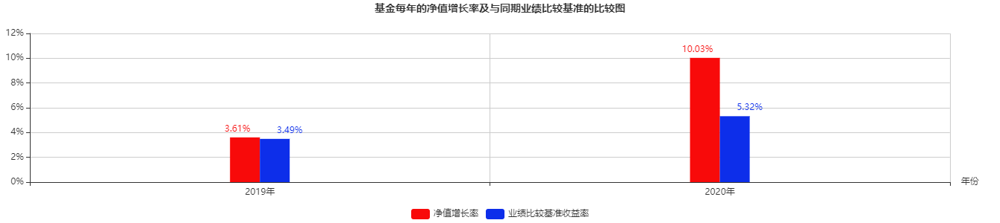 基金每年的净值增长率及与同期业绩比较基准的比较图
12%
10%
8%
6%
4%
2%
0%
3.61%
3.49%
10.03%
5.32%
2019年
2020年
年份
净值增长率
业绩比较基准收益率